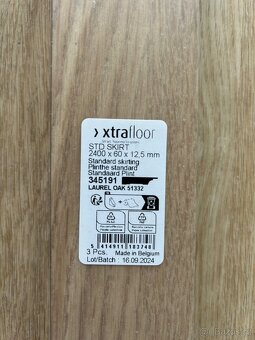 xtrafloor
STD SKIRT
2400 x 60 x 12,5 mm
Standard skirting
Plinthe standard
Standaard Plint
345191
LAUREL OAK 51332
5 414911 183748
3 Pcs. Made in Belgium
Lot/Batch : 16.09.2024